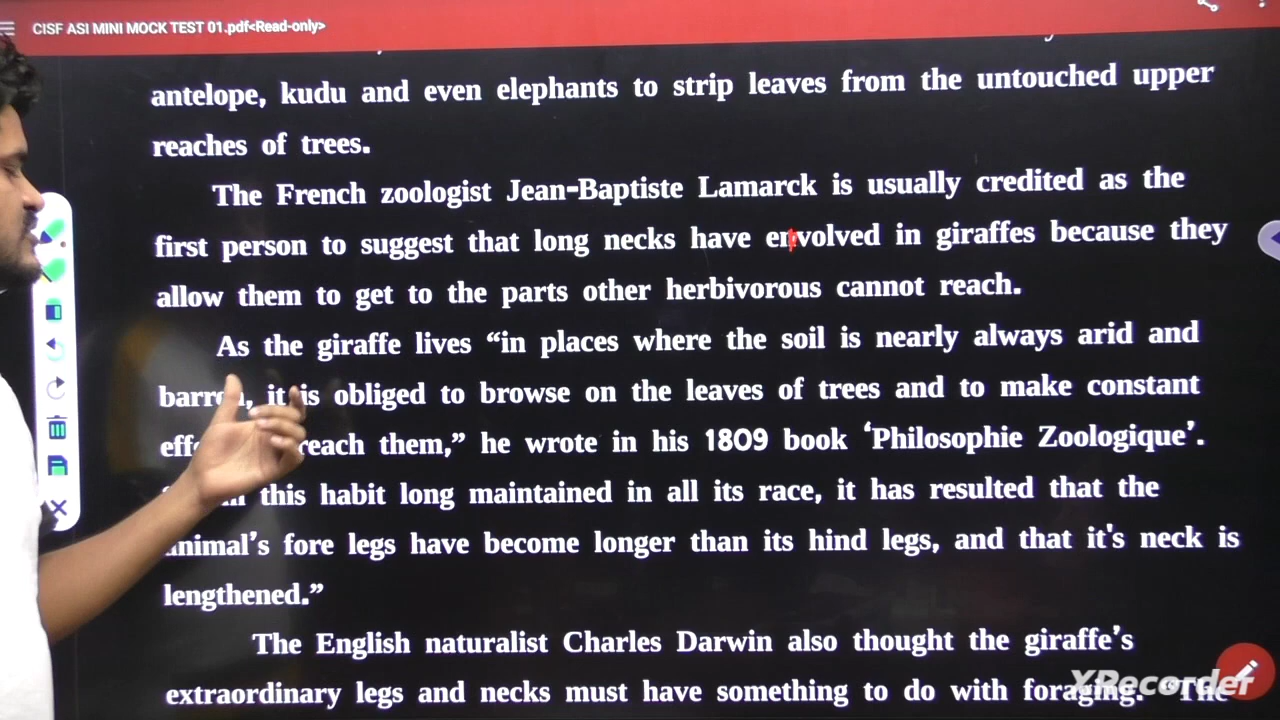 CISF ASI MINI MOCK TEST 01.pdf<Read-only>
antelope, kudu and even elephants to strip leaves from the untouched upper
reaches of trees.
The French zoologist Jean-Baptiste Lamarck is usually credited as the
first person to suggest that long necks have envolved in giraffes because they
allow them to get to the parts other herbivorous cannot reach.
As the giraffe lives “in places where the soil is nearly always arid and
it is obliged to browse on the leaves of trees and to make constant
reach them,” he wrote in his 1809 book ‘Philosophie Zoologique’.
this habit long maintained in all its race, it has resulted that the
animal’s fore legs have become longer than its hind legs, and that it's neck is
lengthened.”
The English naturalist Charles Darwin also thought the giraffe’s
extraordinary legs and necks must have something to do with foraging. “The
XRecorder